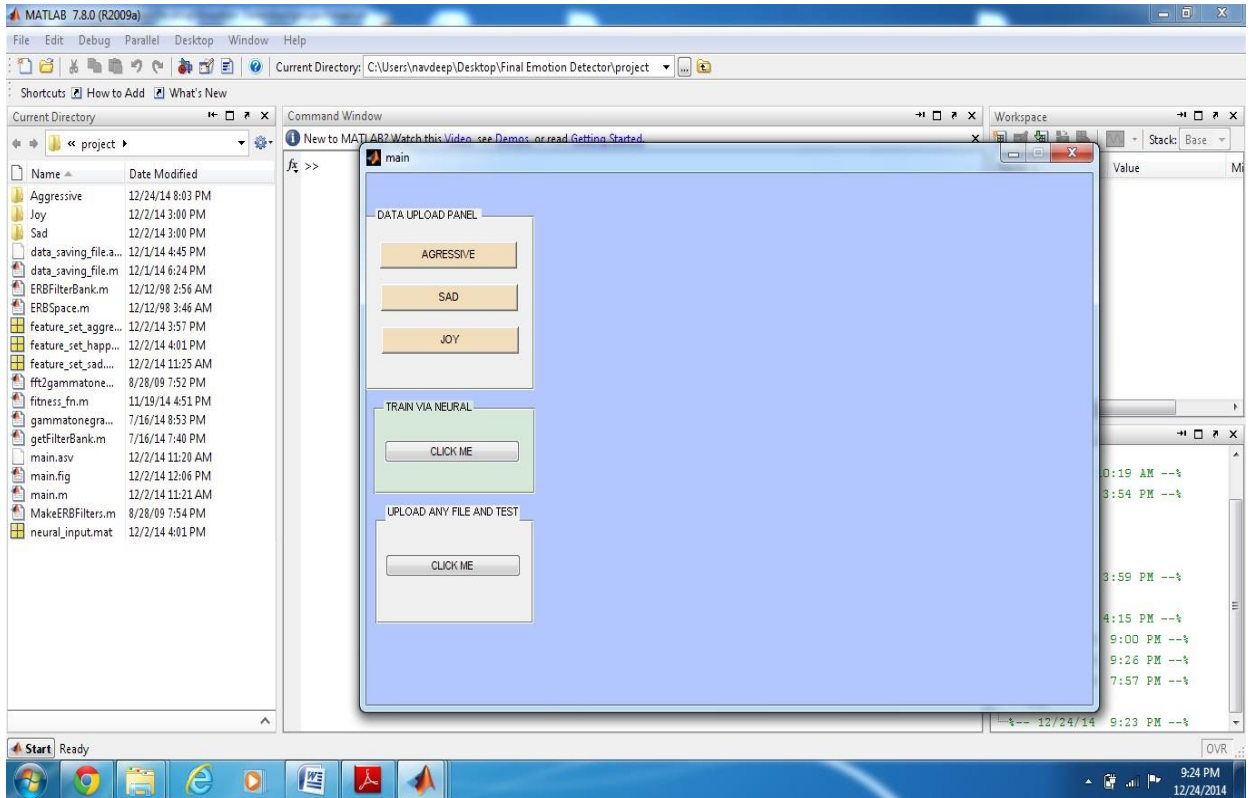 MATLAB 7.8.0 (R2009a)
File Edit Debug Parallel Desktop Window Help
Current Directory: C:\Users\navdeep\Desktop\Final Emotion Detector\project
Shortcuts How to Add What's New
Current Directory
« project
Name Date Modified
Aggressive 12/24/14 8:03 PM
Joy 12/2/14 3:00 PM
Sad 12/2/14 3:00 PM
data_saving_file.a... 12/1/14 4:45 PM
data_saving_file.m 12/1/14 6:24 PM
ERBFilterBank.m 12/12/98 2:56 AM
ERBSpace.m 12/12/98 3:46 AM
feature_set_aggre... 12/2/14 3:57 PM
feature_set_happ... 12/2/14 4:01 PM
feature_set_sad.... 12/2/14 11:25 AM
fft2gammatone... 8/28/09 7:52 PM
fitness_fn.m 11/19/14 4:51 PM
gammatonegra... 7/16/14 8:53 PM
getFilterBank.m 7/16/14 7:40 PM
main.asv 12/2/14 11:20 AM
main.fig 12/2/14 12:06 PM
main.m 12/2/14 11:21 AM
MakeERBFilters.m 8/28/09 7:54 PM
neural_input.mat 12/2/14 4:01 PM
Command Window
New to MATLAB? Watch this Video, see Demos, or read Getting Started.
fx >>
main
DATA UPLOAD PANEL
AGRESSIVE
SAD
JOY
TRAIN VIA NEURAL
CLICK ME
UPLOAD ANY FILE AND TEST
CLICK ME
Workspace
Stack: Base
Value Mi
0:19 AM --%
3:54 PM --%
3:59 PM --%
4:15 PM --%
9:00 PM --%
9:26 PM --%
7:57 PM --%
%-- 12/24/14 9:23 PM --%
Start Ready
OVR
9:24 PM
12/24/2014